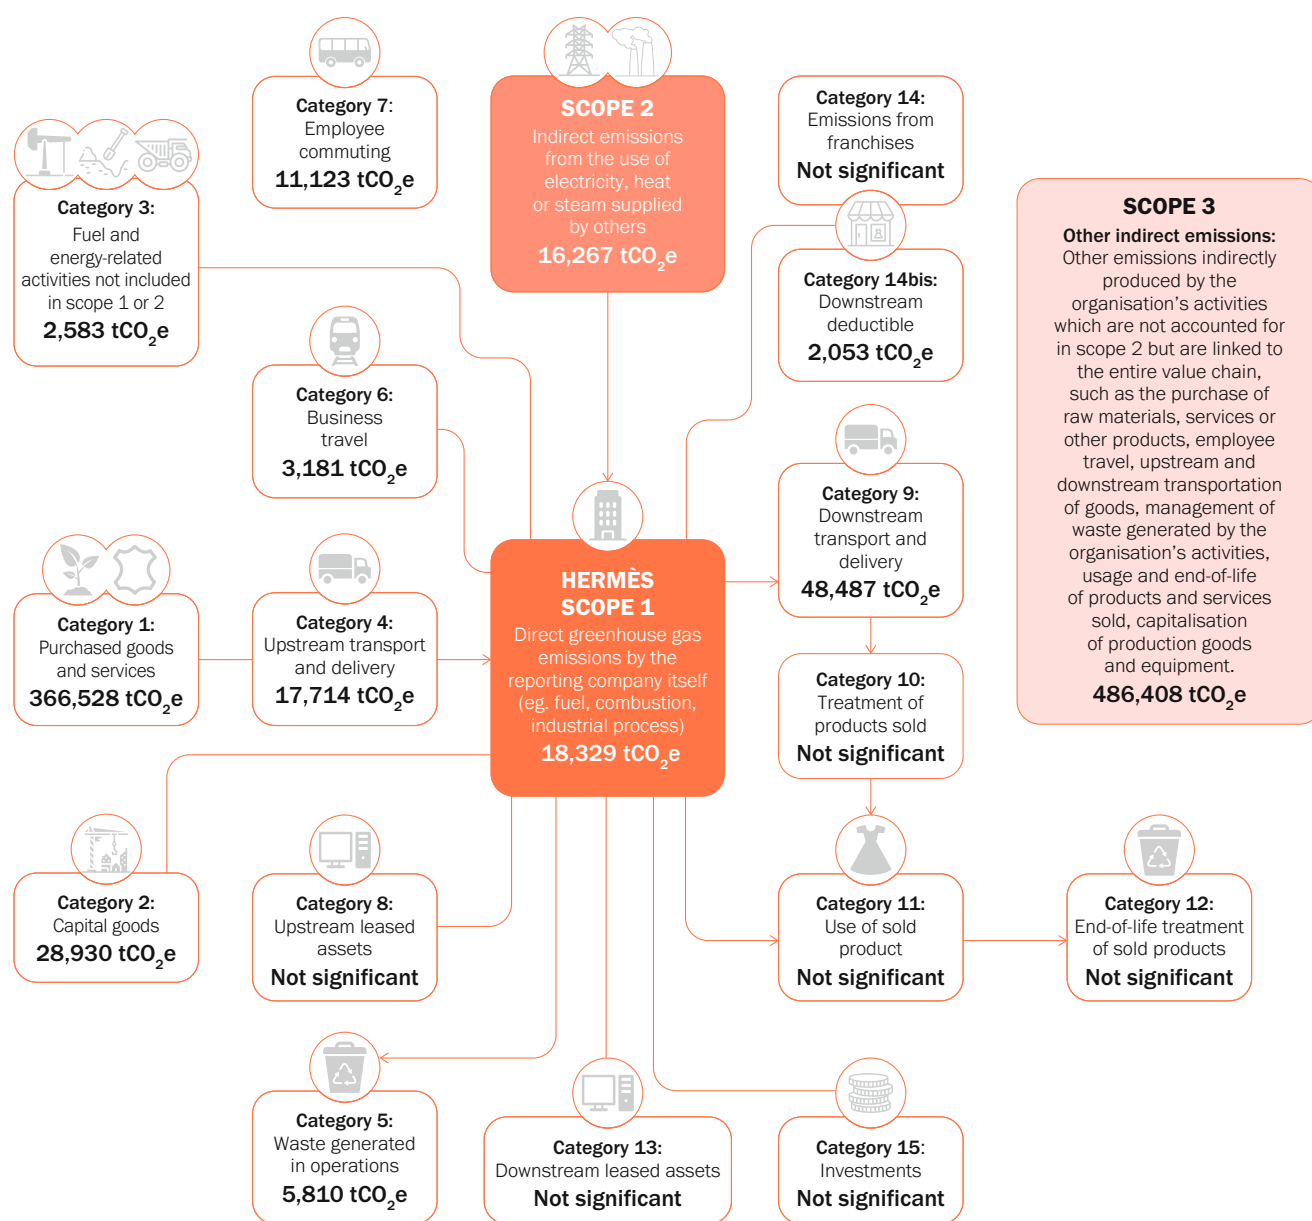 Category 7:
Employee
commuting
11,123 tCO2e
SCOPE 2
Indirect emissions
from the use of
electricity, heat
or steam supplied
by others
16,267 tCO2e
Category 14:
Emissions from
franchises
Not significant
Category 3:
Fuel and
energy-related
activities not included
in scope 1 or 2
2,583 tCO2e
Category 14bis:
Downstream
deductible
2,053 tCO2e
SCOPE 3
Other indirect emissions:
Other emissions indirectly
produced by the
organisation’s activities
which are not accounted for
in scope 2 but are linked to
the entire value chain,
such as the purchase of
raw materials, services or
other products, employee
travel, upstream and
downstream transportation
of goods, management of
waste generated by the
organisation’s activities,
usage and end-of-life
of products and services
sold, capitalisation
of production goods
and equipment.
486,408 tCO2e
Category 6:
Business
travel
3,181 tCO2e
Category 9:
Downstream
transport and
delivery
48,487 tCO2e
Category 1:
Purchased goods
and services
366,528 tCO2e
Category 4:
Upstream transport
and delivery
17,714 tCO2e
HERMÈS
SCOPE 1
Direct greenhouse gas
emissions by the
reporting company itself
(eg. fuel, combustion,
industrial process)
18,329 tCO2e
Category 10:
Treatment of
products sold
Not significant
Category 2:
Capital goods
28,930 tCO2e
Category 8:
Upstream leased
assets
Not significant
Category 11:
Use of sold
product
Not significant
Category 12:
End-of-life treatment
of sold products
Not significant
Category 5:
Waste generated
in operations
5,810 tCO2e
Category 13:
Downstream leased assets
Not significant
Category 15:
Investments
Not significant